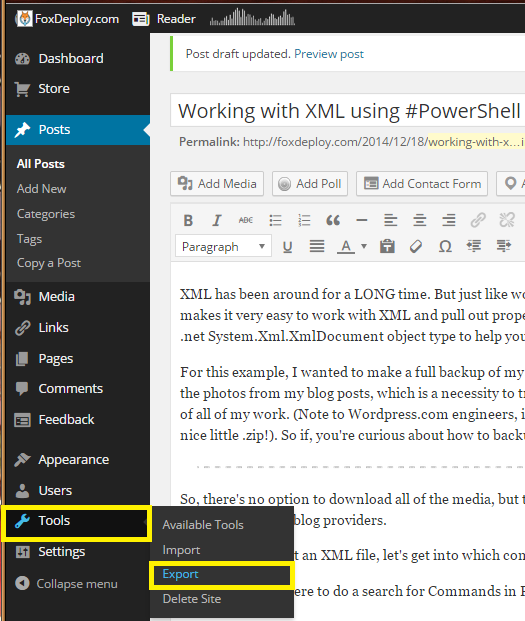 FoxDeploy.com Reader
Dashboard
Store
Posts
All Posts
Add New
Categories
Tags
Copy a Post
Media
Links
Pages
Comments
Feedback
Appearance
Users
Tools
Settings
Collapse menu
Available Tools
Import
Export
Delete Site
Post draft updated. Preview post
Working with XML using #PowerShell
Permalink: http://foxdeploy.com/2014/12/18/working-with-x...i
Add Media Add Poll Add Contact Form A
B I ABC
Paragraph U A Ω
XML has been around for a LONG time. But just like wo
makes it very easy to work with XML and pull out prope
.net System.Xml.XmlDocument object type to help you
For this example, I wanted to make a full backup of my
the photos from my blog posts, which is a necessity to tr
of all of my work. (Note to Wordpress.com engineers, i
nice little .zip!). So if, you're curious about how to back
So, there's no option to download all of the media, but t
blog providers.
t an XML file, let's get into which com
ere to do a search for Commands in P